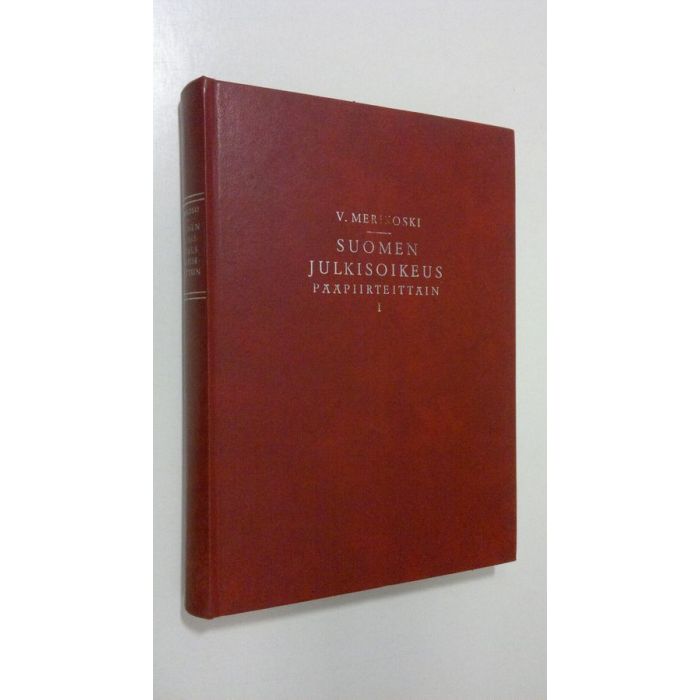 V. MERIKOSKI
SUOMEN
JULKISOIKEUS
PÄÄPIIRTEITTÄIN
I